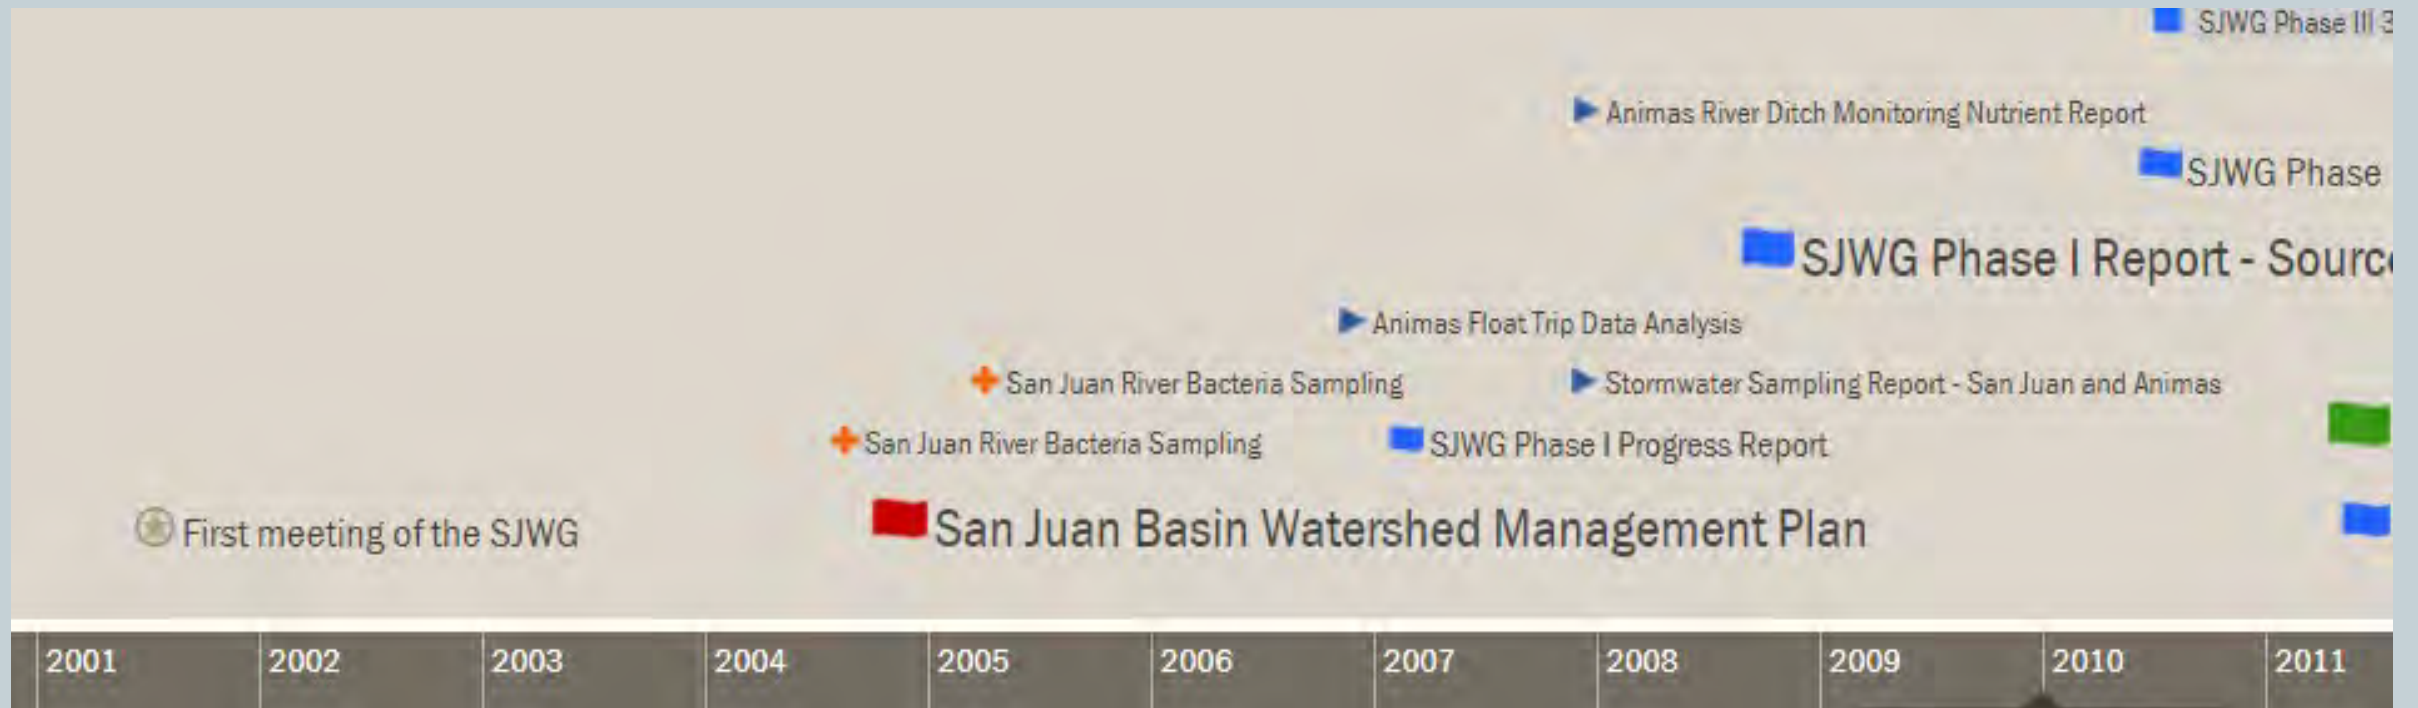 SJWG Phase III 3
Animas River Ditch Monitoring Nutrient Report
SJWG Phase
SJWG Phase I Report - Sourc
Animas Float Trip Data Analysis
San Juan River Bacteria Sampling
Stormwater Sampling Report - San Juan and Animas
San Juan River Bacteria Sampling
SJWG Phase I Progress Report
First meeting of the SJWG
San Juan Basin Watershed Management Plan
2001 2002 2003 2004 2005 2006 2007 2008 2009 2010 2011